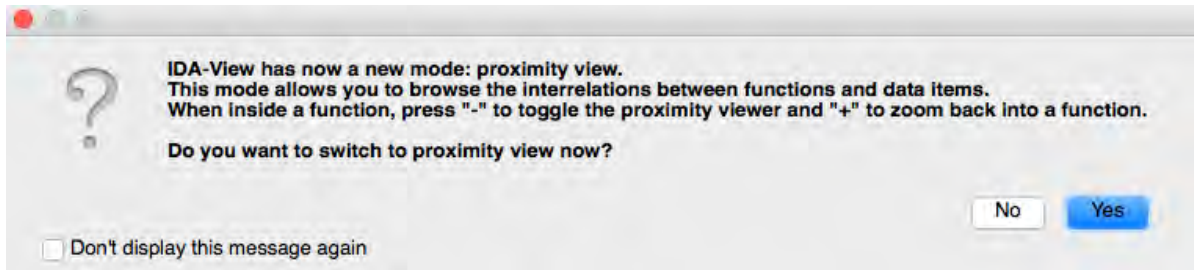 IDA-View has now a new mode: proximity view.
This mode allows you to browse the interrelations between functions and data items.
When inside a function, press "-" to toggle the proximity viewer and "+" to zoom back into a function.
Do you want to switch to proximity view now?
No Yes
Don't display this message again